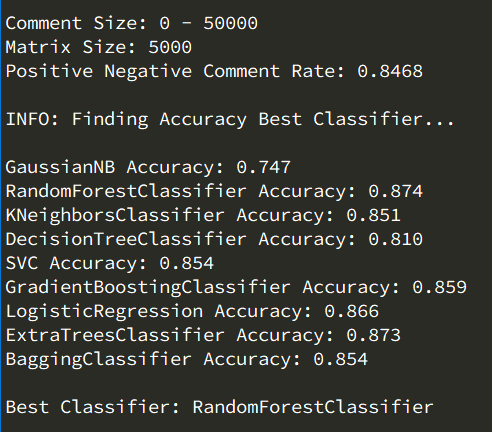 Comment Size: 0 - 50000
Matrix Size: 5000
Positive Negative Comment Rate: 0.8468
INFO: Finding Accuracy Best Classifier...
GaussianNB Accuracy: 0.747
RandomForestClassifier Accuracy: 0.874
KNeighborsClassifier Accuracy: 0.851
DecisionTreeClassifier Accuracy: 0.810
SVC Accuracy: 0.854
GradientBoostingClassifier Accuracy: 0.859
LogisticRegression Accuracy: 0.866
ExtraTreesClassifier Accuracy: 0.873
BaggingClassifier Accuracy: 0.854
Best Classifier: RandomForestClassifier